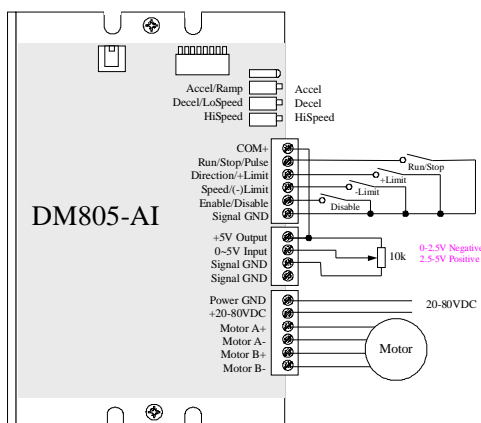 Accel/Ramp Accel
Decel/LoSpeed Decel
HiSpeed HiSpeed
COM+
Run/Stop/Pulse
Run/Stop
Direction/+Limit
+Limit
Speed/(-)Limit
-Limit
Enable/Disable
Disable
Signal GND
DM805-AI
+5V Output
0~5V Input
Signal GND
Signal GND
10k
0-2.5V Negative
2.5-5V Positive
Power GND
+20-80VDC
20-80VDC
Motor A+
Motor A-
Motor B+
Motor B-
Motor